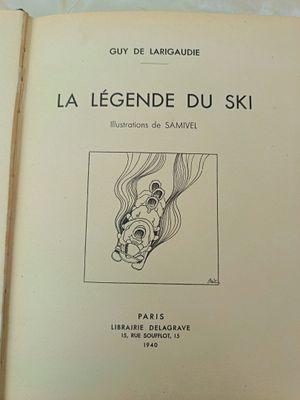 GUY DE LARIGAUDIE
LA LÉGENDE DU SKI
Illustrations de SAMIVEL
PARIS
LIBRAIRIE DELAGRAVE
15, RUE SOUFFLOT, 15
1940